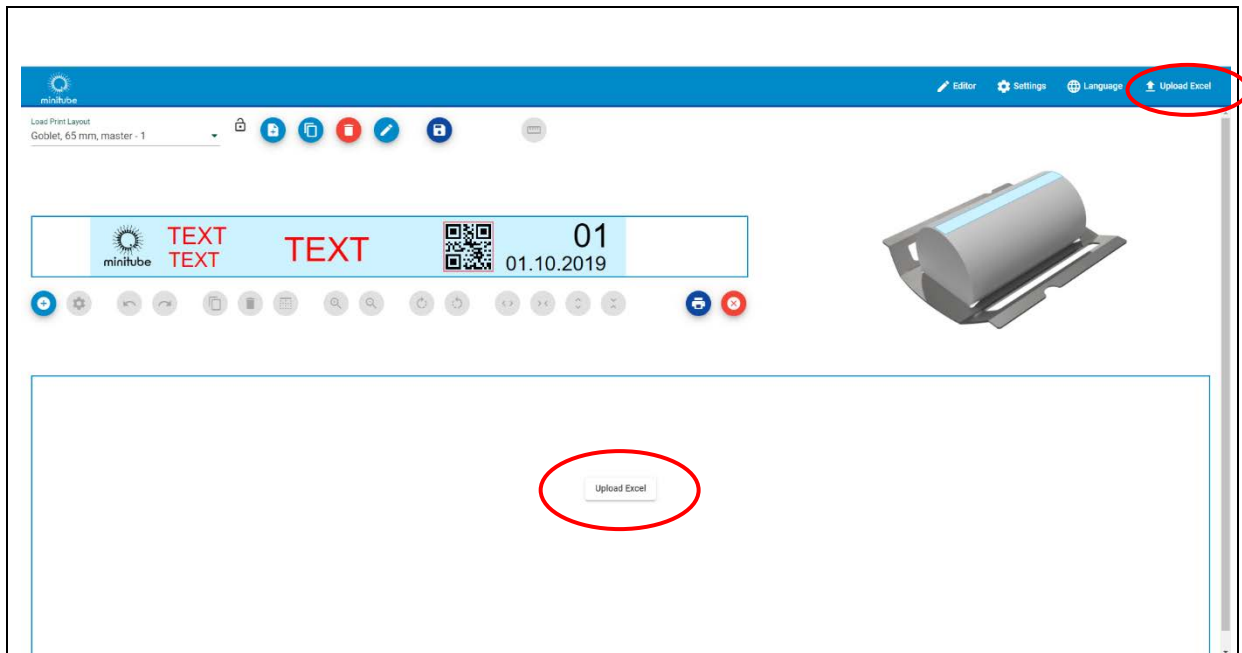 minitube
Editor
Settings
Language
Upload Excel
Load Print Layout
Goblet, 65 mm, master - 1
minitube
TEXT
TEXT
TEXT
01
01.10.2019
Upload Excel